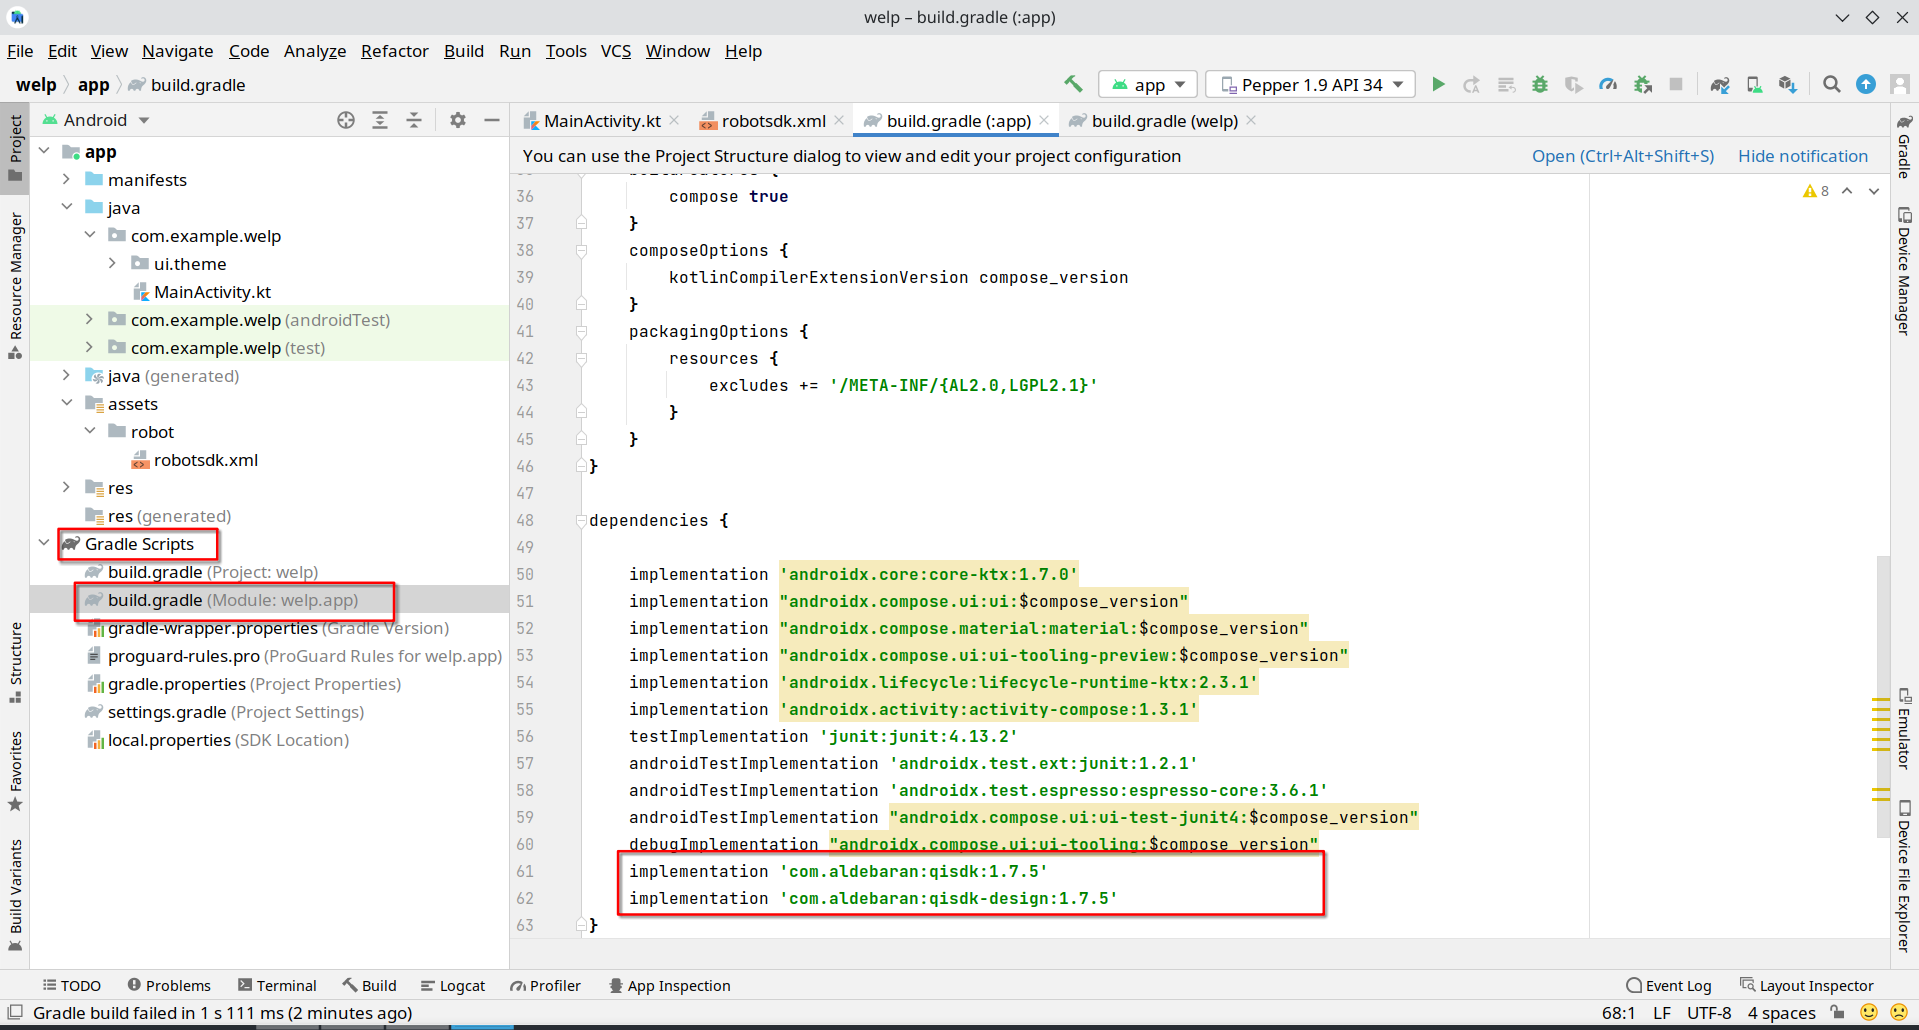 welp – build.gradle (:app)
File Edit View Navigate Code Analyze Refactor Build Run Tools VCS Window Help
welp app build.gradle
app Pepper 1.9 API 34
Project
Resource Manager
Structure
Favorites
Build Variants
Android
app
manifests
java
com.example.welp
ui.theme
MainActivity.kt
com.example.welp (androidTest)
com.example.welp (test)
java (generated)
assets
robot
robotsdk.xml
res
res (generated)
Gradle Scripts
build.gradle (Project: welp)
build.gradle (Module: welp.app)
gradle-wrapper.properties (Gradle Version)
proguard-rules.pro (ProGuard Rules for welp.app)
gradle.properties (Project Properties)
settings.gradle (Project Settings)
local.properties (SDK Location)
MainActivity.kt robotsdk.xml build.gradle (:app) build.gradle (welp)
You can use the Project Structure dialog to view and edit your project configuration Open (Ctrl+Alt+Shift+S) Hide notification
8
36 compose true
37 }
38 composeOptions {
39 kotlinCompilerExtensionVersion compose_version
40 }
41 packagingOptions {
42 resources {
43 excludes += '/META-INF/{AL2.0,LGPL2.1}'
44 }
45 }
46 }
47
48 dependencies {
49
50 implementation 'androidx.core:core-ktx:1.7.0'
51 implementation "androidx.compose.ui:ui:$compose_version"
52 implementation "androidx.compose.material:material:$compose_version"
53 implementation "androidx.compose.ui:ui-tooling-preview:$compose_version"
54 implementation 'androidx.lifecycle:lifecycle-runtime-ktx:2.3.1'
55 implementation 'androidx.activity:activity-compose:1.3.1'
56 testImplementation 'junit:junit:4.13.2'
57 androidTestImplementation 'androidx.test.ext:junit:1.2.1'
58 androidTestImplementation 'androidx.test.espresso:espresso-core:3.6.1'
59 androidTestImplementation "androidx.compose.ui:ui-test-junit4:$compose_version"
60 debugImplementation "androidx.compose.ui:ui-tooling:$compose_version"
61 implementation 'com.aldebaran:qisdk:1.7.5'
62 implementation 'com.aldebaran:qisdk-design:1.7.5'
63 }
Gradle
Device Manager
Emulator
Device File Explorer
TODO Problems Terminal Build Logcat Profiler App Inspection Event Log Layout Inspector
Gradle build failed in 1 s 111 ms (2 minutes ago) 68:1 LF UTF-8 4 spaces